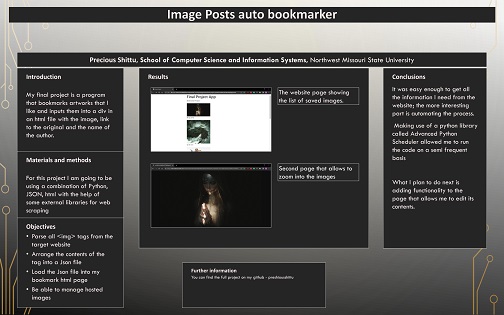 Image Posts auto bookmarker
Precious Shittu, School of Computer Science and Information Systems, Northwest Missouri State University
Introduction
My final project is a program
that bookmarks artworks that I
like and inputs them into a div in
an html file with the image, link
to the original and the name of
the author.
Materials and methods
For this project I am going to be
using a combination of Python,
JSON, html with the help of
some external libraries for web
scraping
Objectives
• Parse all <img> tags from the
target website
• Arrange the contents of the
tag into a Json file
• Load the Json file into my
bookmark html page
• Be able to manage hosted
images
Results
Final Project App
The website page showing
the list of saved images.
Second page that allows to
zoom into the images
Further information
You can find the full project on my github - preshboshittu
Conclusions
It was easy enough to get all
the information I need from the
website; the more interesting
part is automating the process.
Making use of a python library
called Advanced Python
Scheduler allowed me to run
the code on a semi frequent
basis
What I plan to do next is
adding functionality to the
page that allows me to edit its
contents.